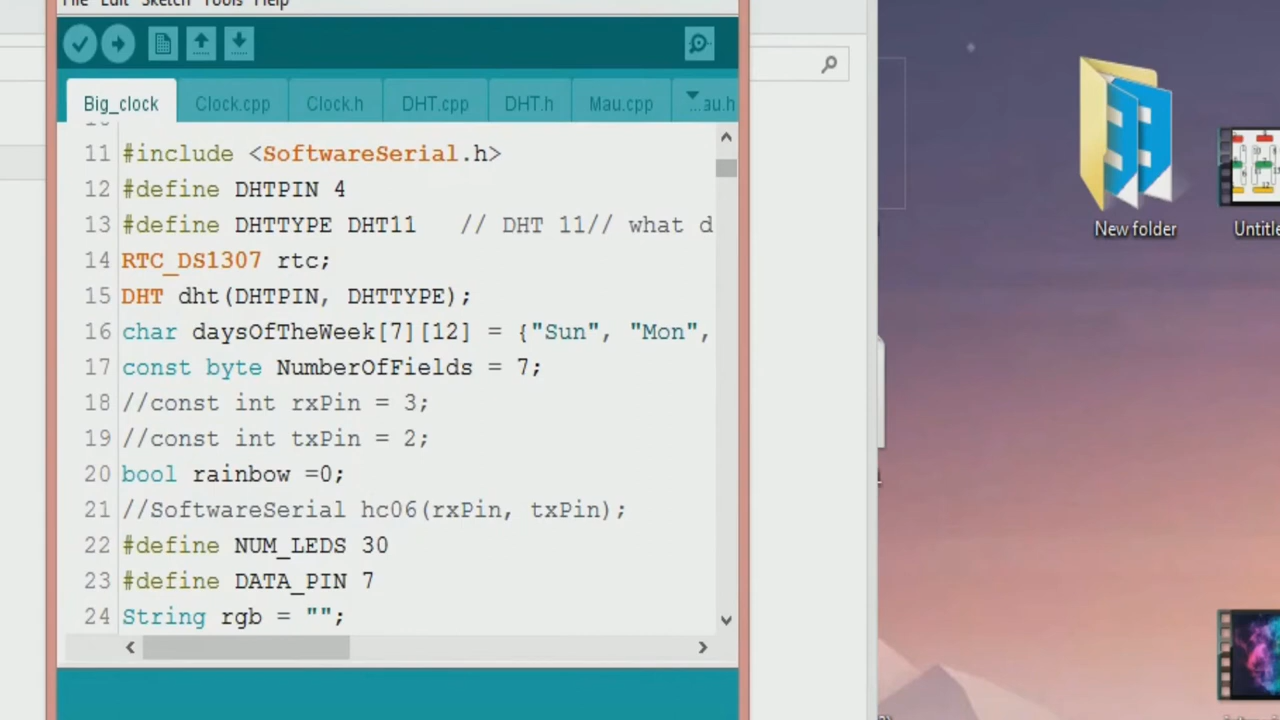 File Edit Sketch Tools Help
Big_clock Clock.cpp Clock.h DHT.cpp DHT.h Mau.cpp ...au.h
11 #include <SoftwareSerial.h>
12 #define DHTPIN 4
13 #define DHTTYPE DHT11 // DHT 11// what d
14 RTC_DS1307 rtc;
15 DHT dht(DHTPIN, DHTTYPE);
16 char daysOfTheWeek[7][12] = {"Sun", "Mon",
17 const byte NumberOfFields = 7;
18 //const int rxPin = 3;
19 //const int txPin = 2;
20 bool rainbow =0;
21 //SoftwareSerial hc06(rxPin, txPin);
22 #define NUM_LEDS 30
23 #define DATA_PIN 7
24 String rgb = "";
New folder
Untitle